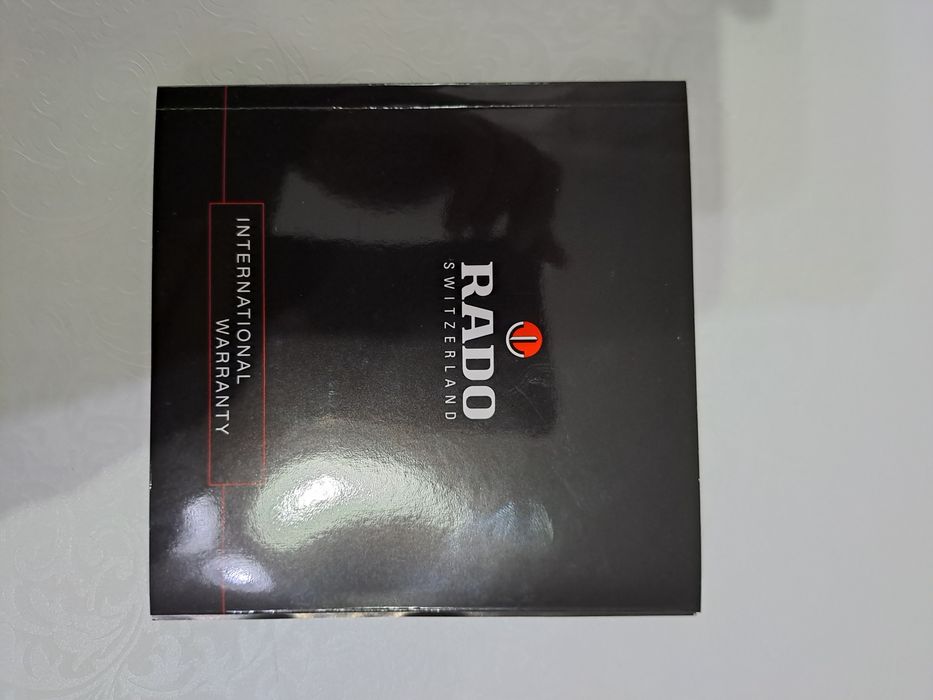 RADO
SWITZERLAND
INTERNATIONAL
WARRANTY